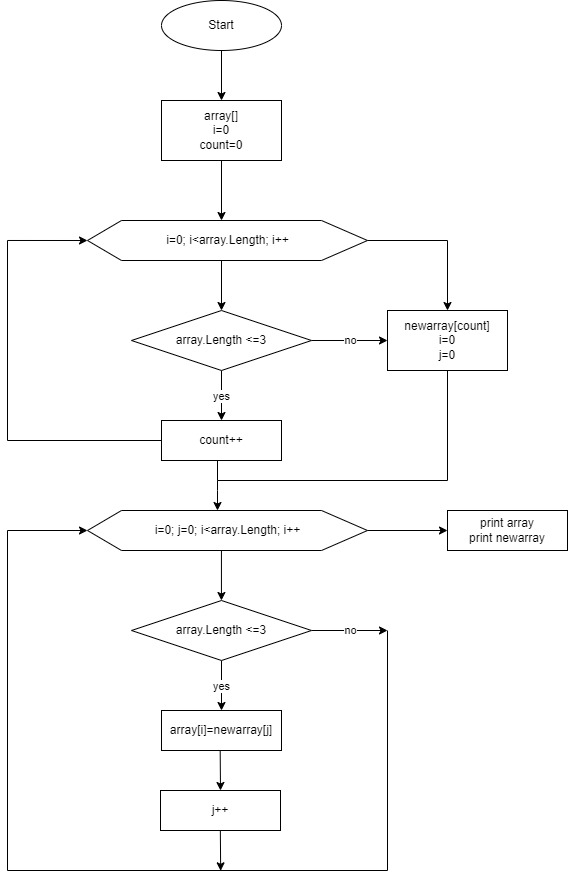 Start
array[]
i=0
count=0
i=0; i<array.Length; i++
array.Length <=3
no
newarray[count]
i=0
j=0
yes
count++
i=0; j=0; i<array.Length; i++
print array
print newarray
array.Length <=3
no
yes
array[i]=newarray[j]
j++